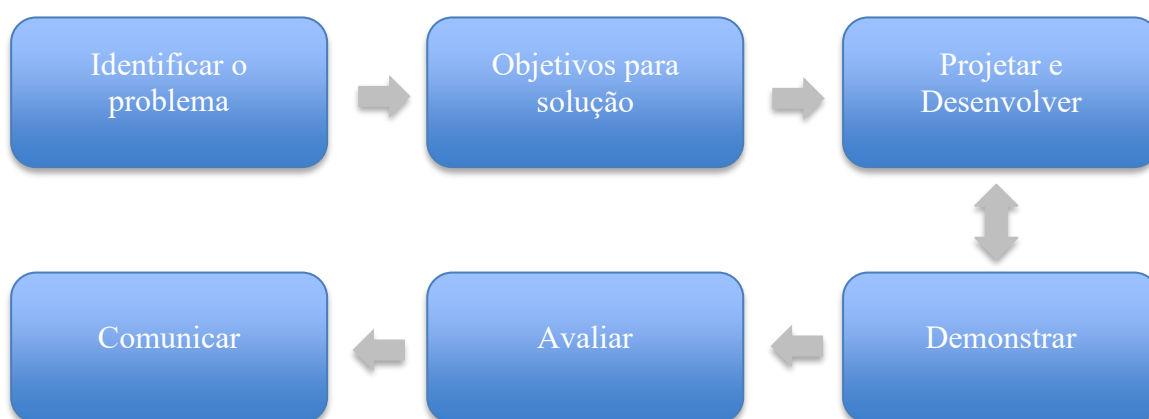 Identificar o
problema
Objetivos para
solução
Projetar e
Desenvolver
Comunicar
Avaliar
Demonstrar